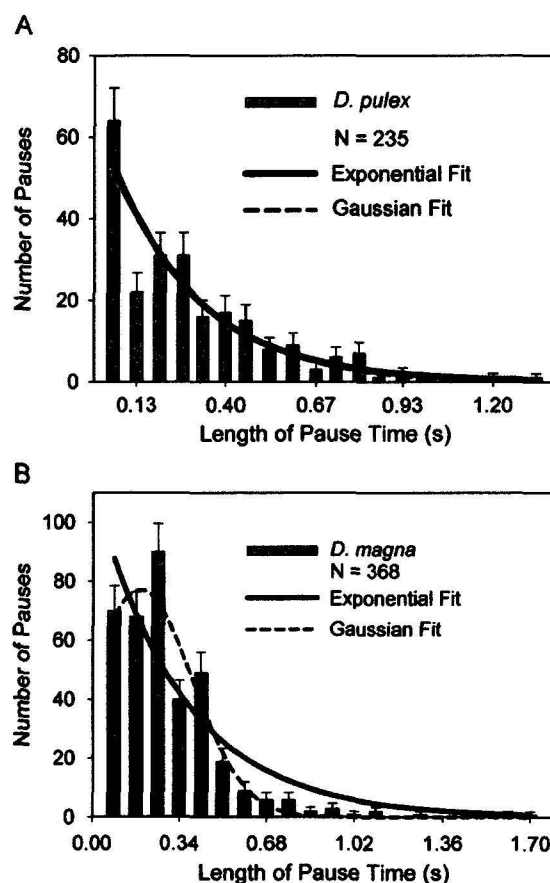 A
80
60
40
20
0
Number of Pauses
D. pulex
N = 235
Exponential Fit
Gaussian Fit
0.13 0.40 0.67 0.93 1.20
Length of Pause Time (s)
B
100
80
60
40
20
0
Number of Pauses
D. magna
N = 368
Exponential Fit
Gaussian Fit
0.00 0.34 0.68 1.02 1.36 1.70
Length of Pause Time (s)